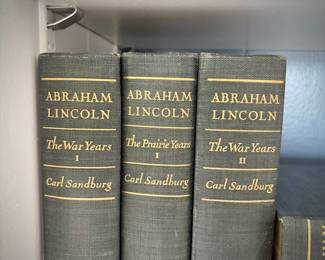 ABRAHAM
LINCOLN
The War Years
I
Carl Sandburg
ABRAHAM
LINCOLN
The Prairie Years
I
Carl Sandburg
ABRAHAM
LINCOLN
The War Years
II
Carl Sandburg